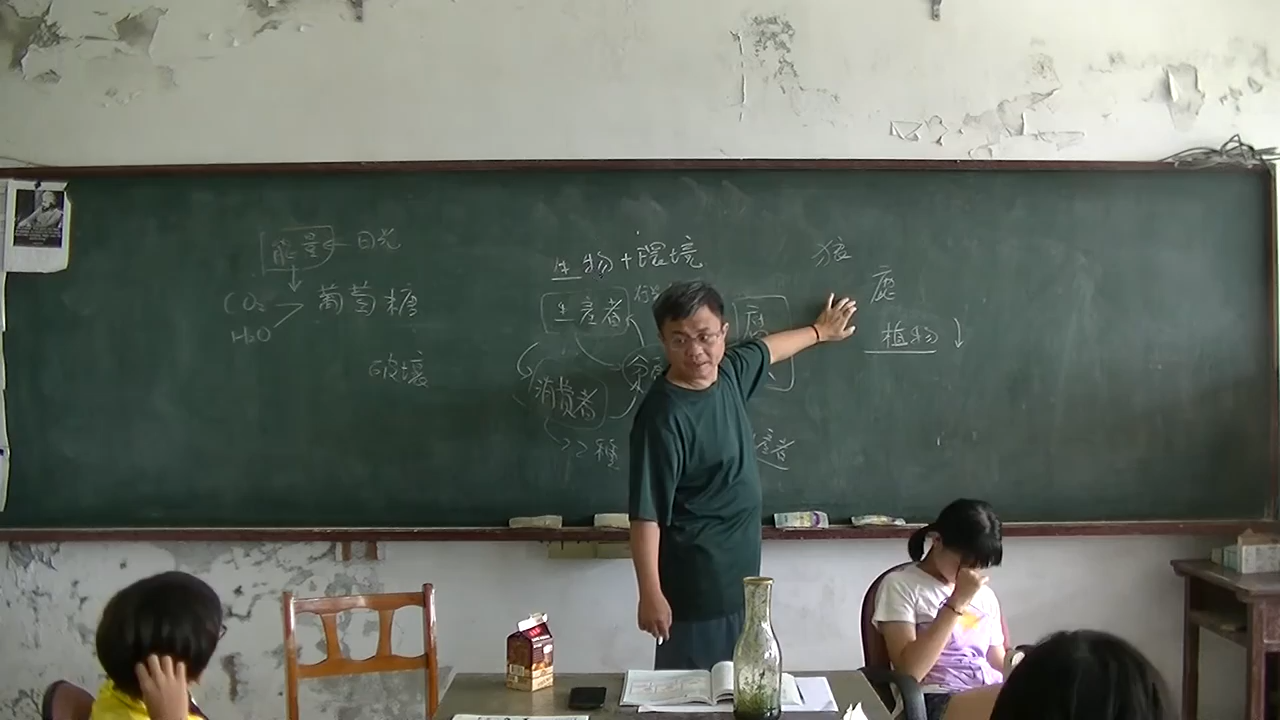 能量 ← 日光
CO₂ → 葡萄糖
H₂O
破壞
生物+環境
生產者
消費者
>>種
鹿
植物↓